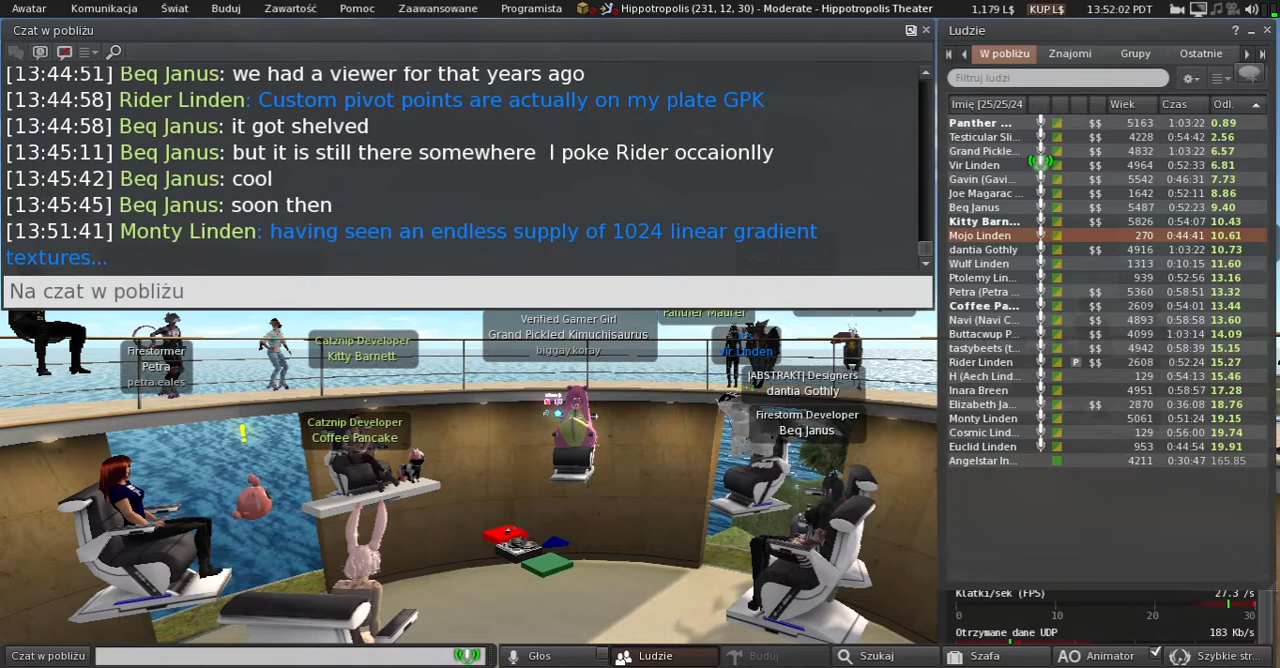 Awatar Komunikacja Świat Buduj Zawartość Pomoc Zaawansowane Programista Hippotropolis (231, 12, 30) - Moderate - Hippotropolis Theater 1,179 L$ KUP L$ 13:52:02 PDT
Czat w pobliżu
[13:44:51] Beq Janus: we had a viewer for that years ago
[13:44:58] Rider Linden: Custom pivot points are actually on my plate GPK
[13:44:58] Beq Janus: it got shelved
[13:45:11] Beq Janus: but it is still there somewhere  I poke Rider occaionlly
[13:45:42] Beq Janus: cool
[13:45:45] Beq Janus: soon then
[13:51:41] Monty Linden: having seen an endless supply of 1024 linear gradient
textures...
Na czat w pobliżu
Verified Gamer Girl
Grand Pickled Kimuchisaurus
biggay.koray
Panther Maurer
Firestormer
Petra
petra.eales
Catznip Developer
Kitty Barnett
Vir Linden
|ABSTRAKT| Designers
dantia Gothly
Catznip Developer
Coffee Pancake
Firestorm Developer
Beq Janus
Ludzie
W pobliżu Znajomi Grupy Ostatnie
Filtruj ludzi
Imię [25/25/24 Wiek Czas Odl.
Panther ... $$ 5163 1:03:22 0.89
Testicular Sli... $$ 4228 0:54:42 2.56
Grand Pickle... $$ 4832 1:03:22 6.57
Vir Linden $$ 4964 0:52:33 6.81
Gavin (Gavi... $$ 5542 0:46:31 7.73
Joe Magarac ... $$ 1642 0:52:11 8.86
Beq Janus $$ 5487 0:52:23 9.40
Kitty Barn... $$ 5826 0:54:07 10.43
Mojo Linden 270 0:44:41 10.61
dantia Gothly $$ 4916 1:03:22 10.73
Wulf Linden 1313 0:10:15 11.60
Ptolemy Lin... 939 0:52:56 13.16
Petra (Petra ... $$ 5360 0:58:51 13.32
Coffee Pa... $$ 2608 0:54:01 13.44
Navi (Navi C... $$ 4893 0:58:58 13.60
Buttacwup P... $$ 4099 1:03:14 14.09
tastybeets (t... $$ 4942 0:58:39 15.15
Rider Linden P $$ 2608 0:52:24 15.27
H (Aech Lind... 129 0:54:13 15.46
Inara Breen 4951 0:58:57 17.28
Elizabeth Ja... $$ 2870 0:36:08 18.76
Monty Linden 5061 0:51:24 19.15
Cosmic Lind... 129 0:56:00 19.74
Euclid Linden 953 0:44:54 19.91
Angelstar In... 4211 0:30:47 165.85
Klatki/sek (FPS) 27.3 /s
0 10 20 30
Otrzymane dane UDP 183 Kb/s
Czat w pobliżu Głos Ludzie Buduj Szukaj Szafa AO Animator Szybkie str...